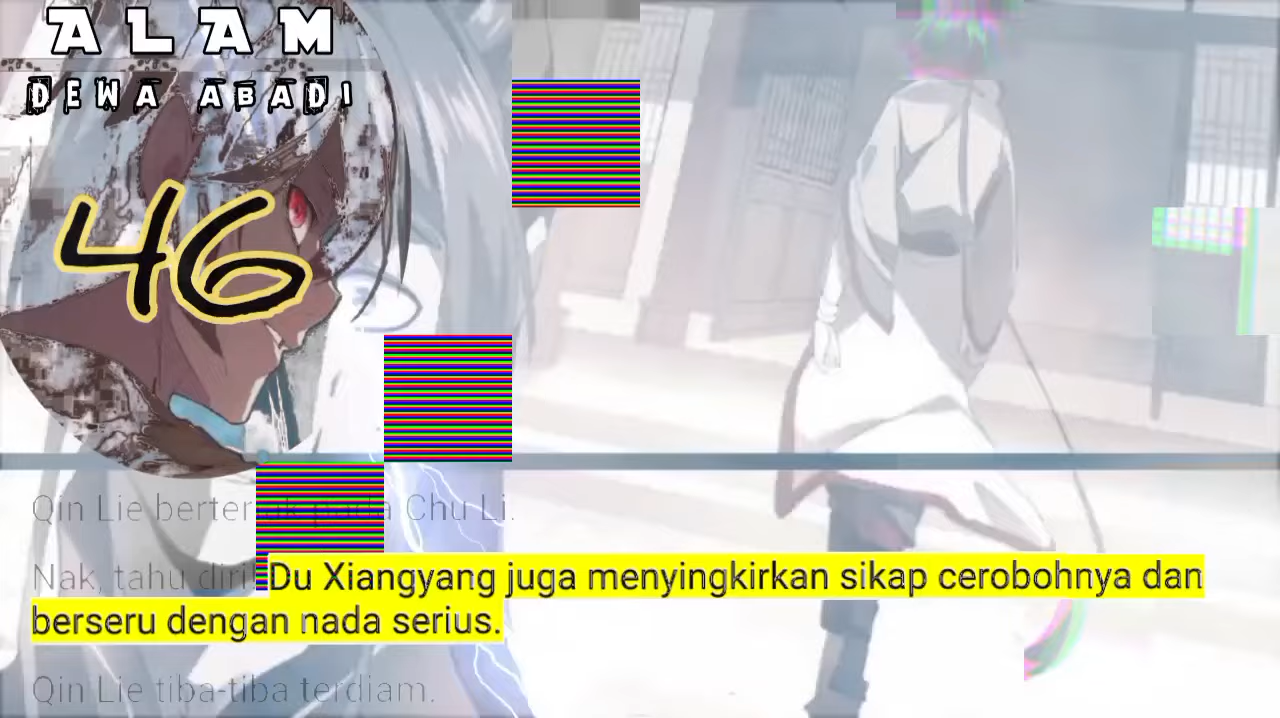 ALAM
DEWA ABADI
46
Qin Lie berteriak pada Chu Li.
Nak, tahu diri Du Xiangyang juga menyingkirkan sikap cerobohnya dan
berseru dengan nada serius.
Qin Lie tiba-tiba terdiam.